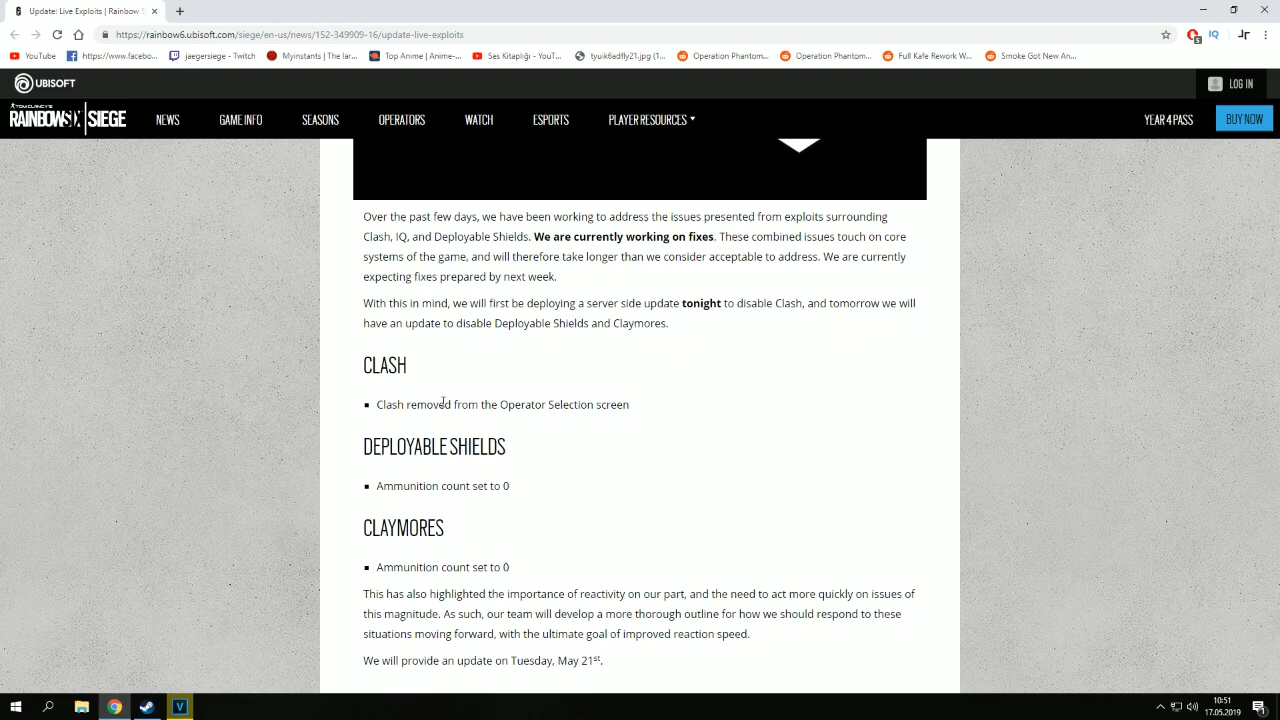 Update: Live Exploits | Rainbow S
https://rainbow6.ubisoft.com/siege/en-us/news/152-349909-16/update-live-exploits
YouTube https://www.facebo... jaegersiege - Twitch Myinstants | The lar... Top Anime | Anime-... Ses Kitaplığı - YouT... tyuik6adfly21.jpg (1... Operation Phantom... Operation Phantom... Full Kafe Rework W... Smoke Got New An...
UBISOFT LOG IN
TOM CLANCY'S
RAINBOW SIX | SIEGE NEWS GAME INFO SEASONS OPERATORS WATCH ESPORTS PLAYER RESOURCES YEAR 4 PASS BUY NOW
Over the past few days, we have been working to address the issues presented from exploits surrounding
Clash, IQ, and Deployable Shields. We are currently working on fixes. These combined issues touch on core
systems of the game, and will therefore take longer than we consider acceptable to address. We are currently
expecting fixes prepared by next week.
With this in mind, we will first be deploying a server side update tonight to disable Clash, and tomorrow we will
have an update to disable Deployable Shields and Claymores.
CLASH
▪ Clash removed from the Operator Selection screen
DEPLOYABLE SHIELDS
▪ Ammunition count set to 0
CLAYMORES
▪ Ammunition count set to 0
This has also highlighted the importance of reactivity on our part, and the need to act more quickly on issues of
this magnitude. As such, our team will develop a more thorough outline for how we should respond to these
situations moving forward, with the ultimate goal of improved reaction speed.
We will provide an update on Tuesday, May 21st.
10:51
17.05.2019